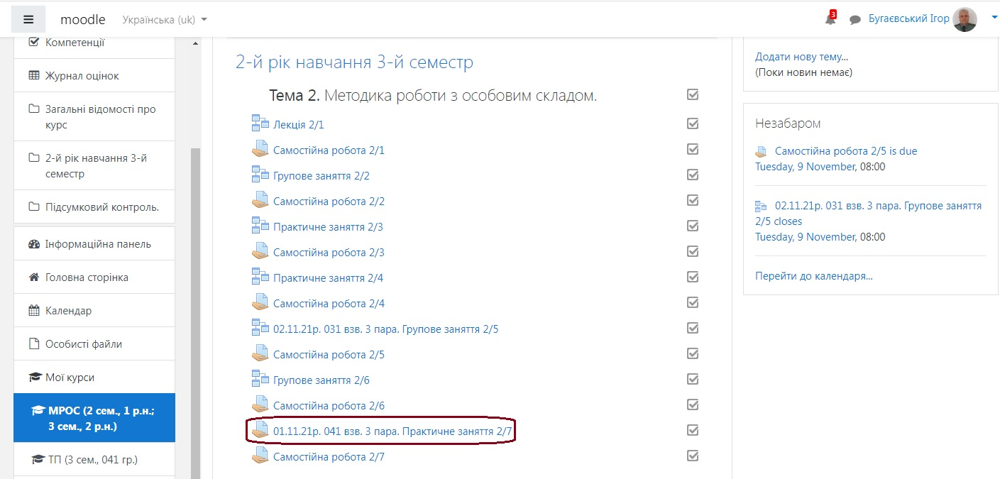 moodle
Українська (uk)
3
Бугаєвський Ігор
Компетенції
Журнал оцінок
Загальні відомості про
курс
2-й рік навчання 3-й
семестр
Підсумковий контроль.
Інформаційна панель
Головна сторінка
Календар
Особисті файли
Мої курси
МРОС (2 сем., 1 р.н.;
3 сем., 2 р.н.)
ТП (3 сем., 041 гр.)
2-й рік навчання 3-й семестр
Тема 2. Методика роботи з особовим складом.
Лекція 2/1
Самостійна робота 2/1
Групове заняття 2/2
Самостійна робота 2/2
Практичне заняття 2/3
Самостійна робота 2/3
Практичне заняття 2/4
Самостійна робота 2/4
02.11.21р. 031 взв. 3 пара. Групове заняття 2/5
Самостійна робота 2/5
Групове заняття 2/6
Самостійна робота 2/6
01.11.21р. 041 взв. 3 пара. Практичне заняття 2/7
Самостійна робота 2/7
Додати нову тему...
(Поки новин немає)
Незабаром
Самостійна робота 2/5 is due
Tuesday, 9 November, 08:00
02.11.21р. 031 взв. 3 пара. Групове заняття
2/5 closes
Tuesday, 9 November, 08:00
Перейти до календаря...